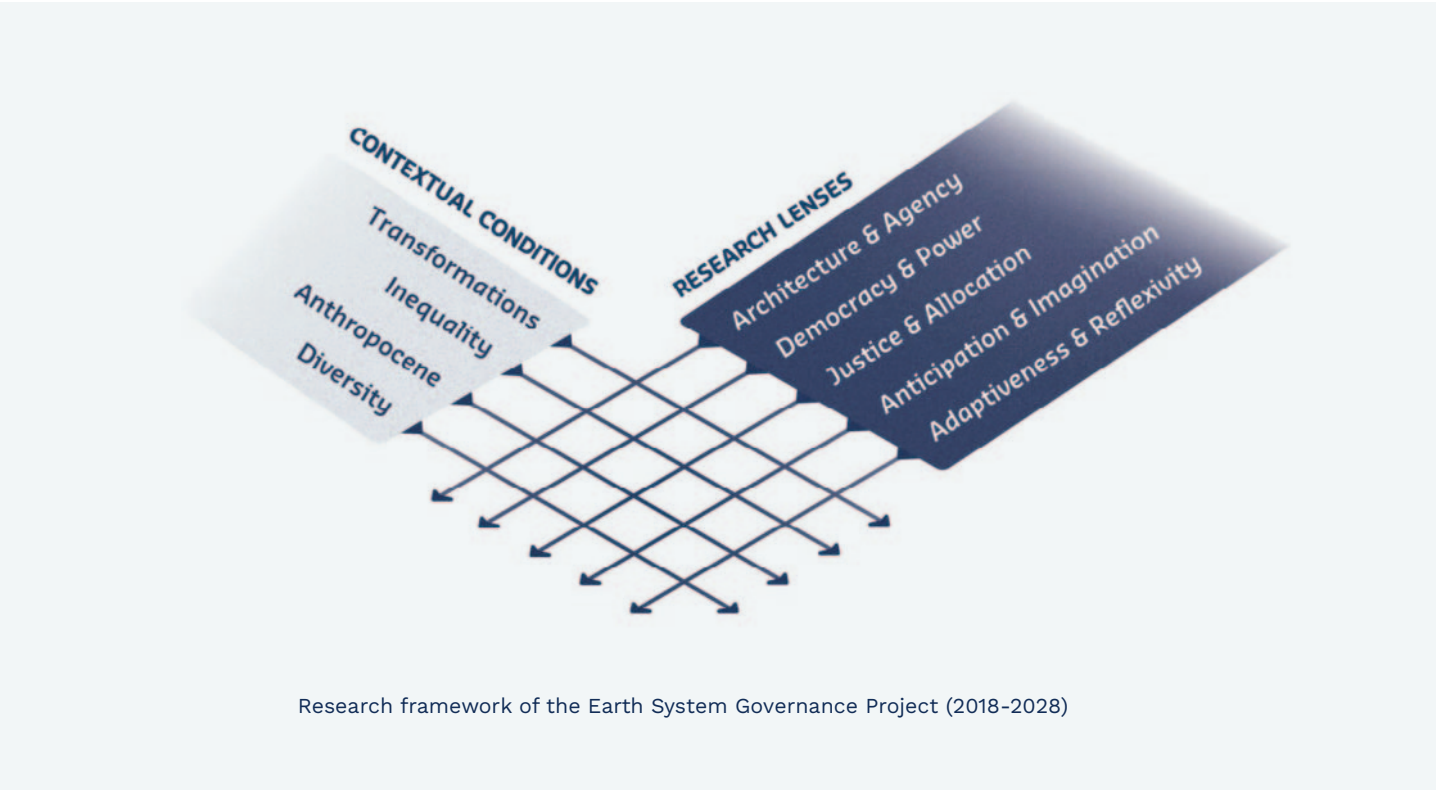 CONTEXTUAL CONDITIONS
Transformations
Inequality
Anthropocene
Diversity
RESEARCH LENSES
Architecture & Agency
Democracy & Power
Justice & Allocation
Anticipation & Imagination
Adaptiveness & Reflexivity
Research framework of the Earth System Governance Project (2018-2028)